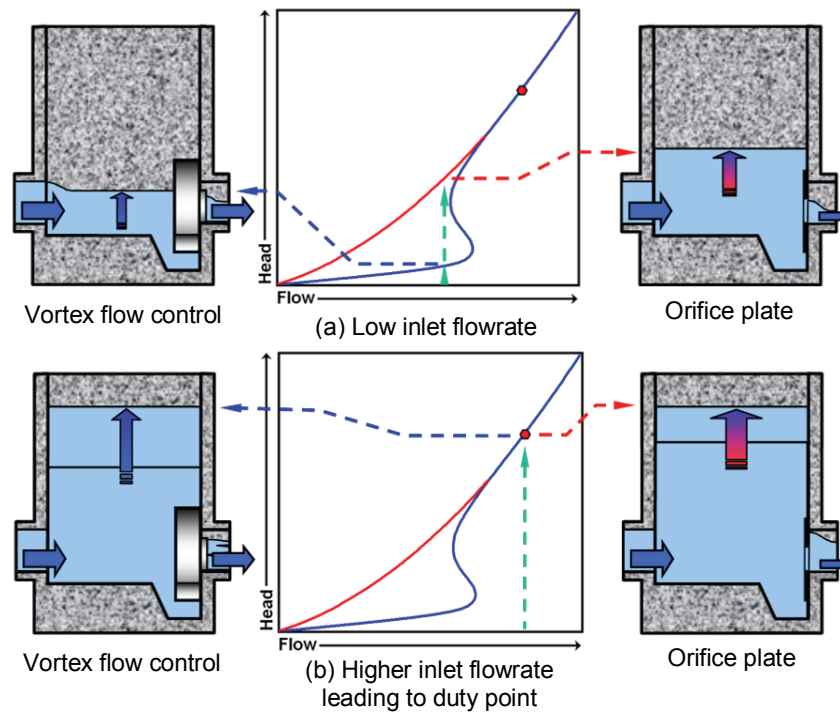 Head
Flow
Vortex flow control
(a) Low inlet flowrate
Orifice plate
Head
Flow
Vortex flow control
(b) Higher inlet flowrate
leading to duty point
Orifice plate